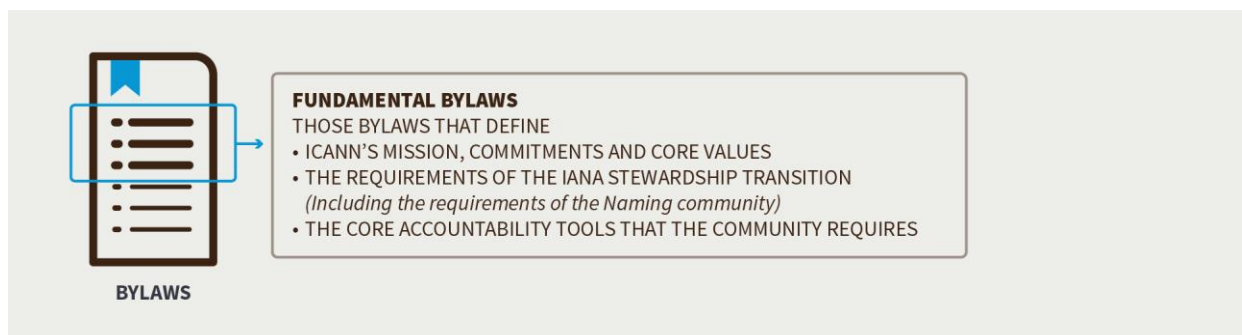 FUNDAMENTAL BYLAWS
THOSE BYLAWS THAT DEFINE
• ICANN’S MISSION, COMMITMENTS AND CORE VALUES
• THE REQUIREMENTS OF THE IANA STEWARDSHIP TRANSITION
(Including the requirements of the Naming community)
• THE CORE ACCOUNTABILITY TOOLS THAT THE COMMUNITY REQUIRES
BYLAWS